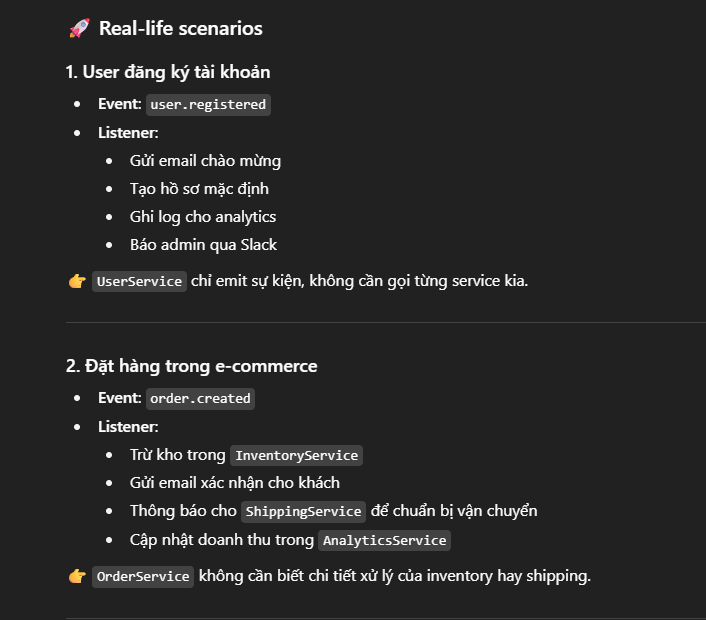 🚀 Real-life scenarios
1. User đăng ký tài khoản
• Event: user.registered
• Listener:
• Gửi email chào mừng
• Tạo hồ sơ mặc định
• Ghi log cho analytics
• Báo admin qua Slack
👉 UserService chỉ emit sự kiện, không cần gọi từng service kia.
2. Đặt hàng trong e-commerce
• Event: order.created
• Listener:
• Trừ kho trong InventoryService
• Gửi email xác nhận cho khách
• Thông báo cho ShippingService để chuẩn bị vận chuyển
• Cập nhật doanh thu trong AnalyticsService
👉 OrderService không cần biết chi tiết xử lý của inventory hay shipping.